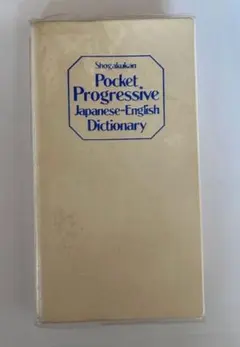 Shogakukan
Pocket
Progressive
Japanese-English
Dictionary